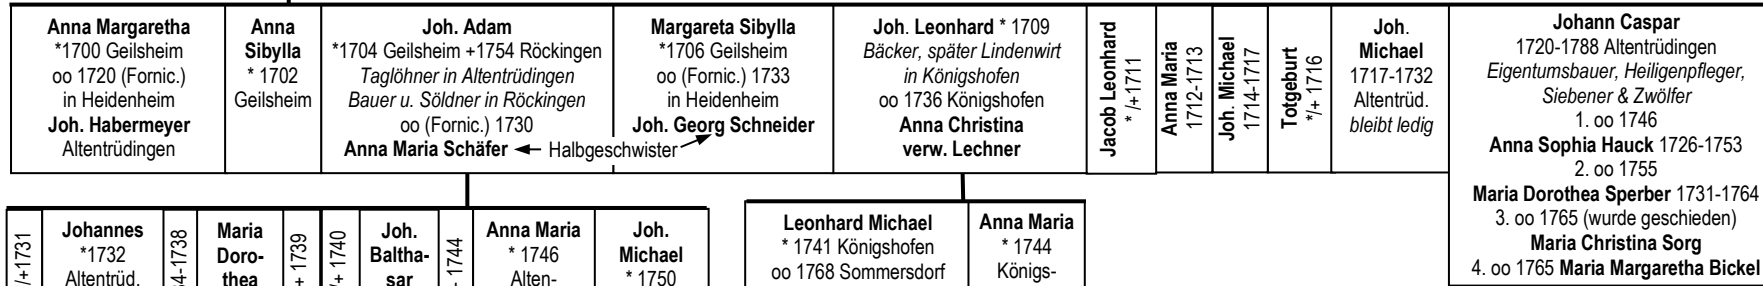 Anna Margaretha
*1700 Geilsheim
oo 1720 (Fornic.)
in Heidenheim
Joh. Habermeyer
Altentrüdingen
Anna
Sibylla
* 1702
Geilsheim
Joh. Adam
*1704 Geilsheim +1754 Röckingen
Taglöhner in Altentrüdingen
Bauer u. Söldner in Röckingen
oo (Fornic.) 1730
Anna Maria Schäfer
Halbgeschwister
Margareta Sibylla
*1706 Geilsheim
oo (Fornic.) 1733
in Heidenheim
Joh. Georg Schneider
Joh. Leonhard * 1709
Bäcker, später Lindenwirt
in Königshofen
oo 1736 Königshofen
Anna Christina
verw. Lechner
Jacob Leonhard
* /+1711
Anna Maria
1712-1713
Joh. Michael
1714-1717
Totgeburt
*/+ 1716
Joh.
Michael
1717-1732
Altentrüd.
bleibt ledig
Johann Caspar
1720-1788 Altentrüdingen
Eigentumsbauer, Heiligenpfleger,
Siebener & Zwölfer
1. oo 1746
Anna Sophia Hauck 1726-1753
2. oo 1755
Maria Dorothea Sperber 1731-1764
3. oo 1765 (wurde geschieden)
Maria Christina Sorg
4. oo 1765 Maria Margaretha Bickel
/+1731
Johannes
*1732
Altentrüd.
4-1738
Maria
Doro-
thea
+ 1739
/+ 1740
Joh.
Baltha-
sar
- 1744
Anna Maria
* 1746
Alten-
Joh.
Michael
* 1750
Leonhard Michael
* 1741 Königshofen
oo 1768 Sommersdorf
Anna Maria
* 1744
Königs-